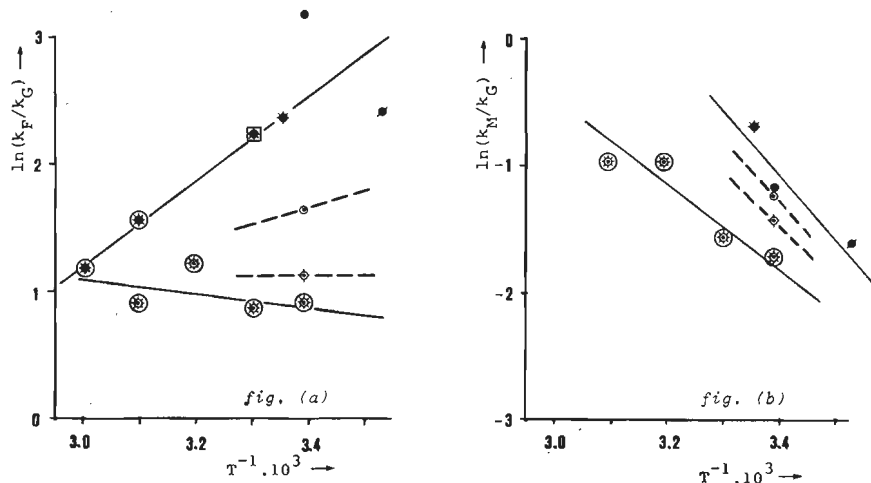 ln(k_F/k_G) →
3
2
1
0
3.0
3.2
3.4
T^-1 .10^3 →
fig. (a)
ln(k_M/k_G) →
0
-1
-2
-3
3.0
3.2
3.4
T^-1 .10^3 →
fig. (b)